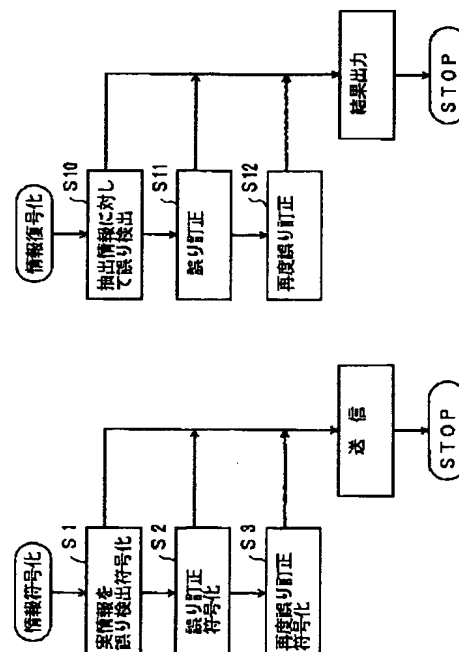 情報符号化
S1
実情報を
誤り検出符号化
S2
誤り訂正
符号化
S3
再度誤り訂正
符号化
送信
STOP
情報復号化
S10
抽出情報に対し
て誤り検出
S11
誤り訂正
S12
再度誤り訂正
結果出力
STOP